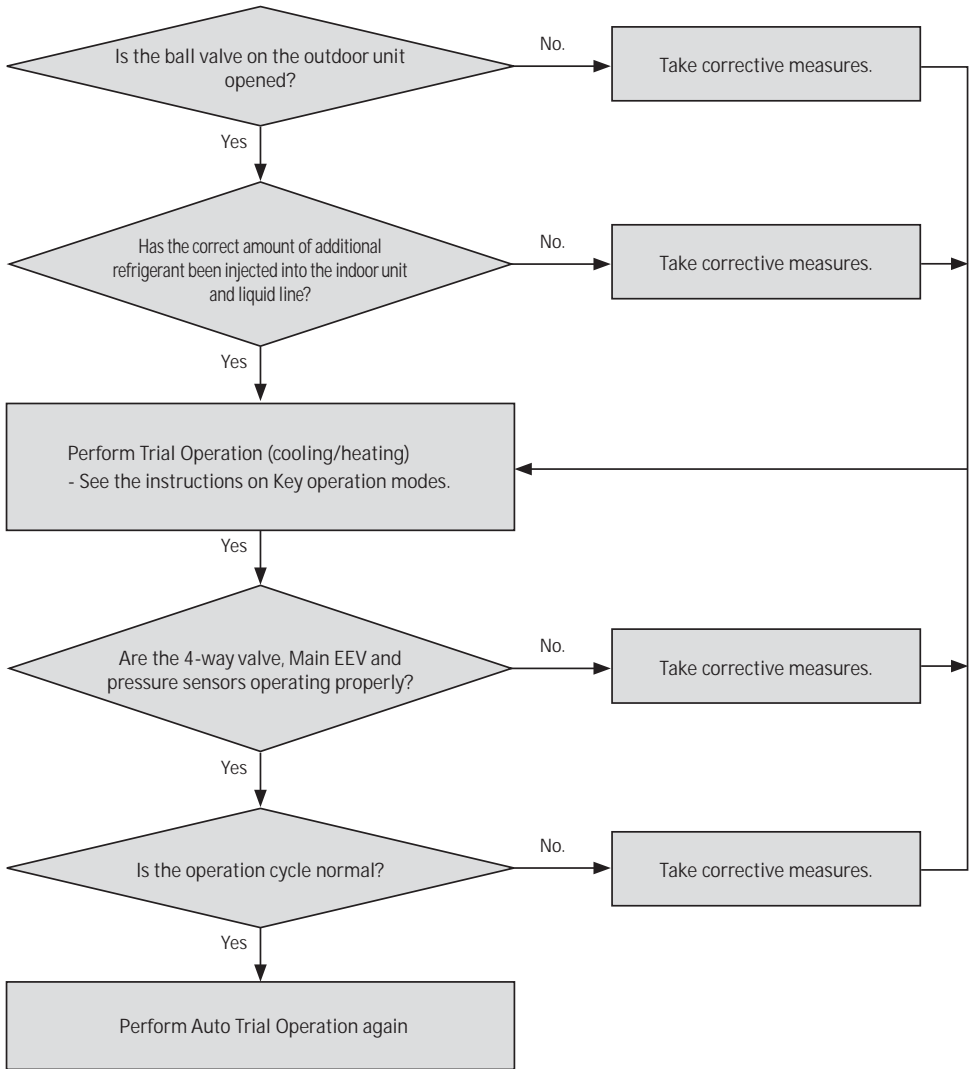 Is the ball valve on the outdoor unit
opened?
No.
Take corrective measures.
Yes
Has the correct amount of additional
refrigerant been injected into the indoor unit
and liquid line?
No.
Take corrective measures.
Yes
Perform Trial Operation (cooling/heating)
- See the instructions on Key operation modes.
Yes
Are the 4-way valve, Main EEV and
pressure sensors operating properly?
No.
Take corrective measures.
Yes
Is the operation cycle normal?
No.
Take corrective measures.
Yes
Perform Auto Trial Operation again